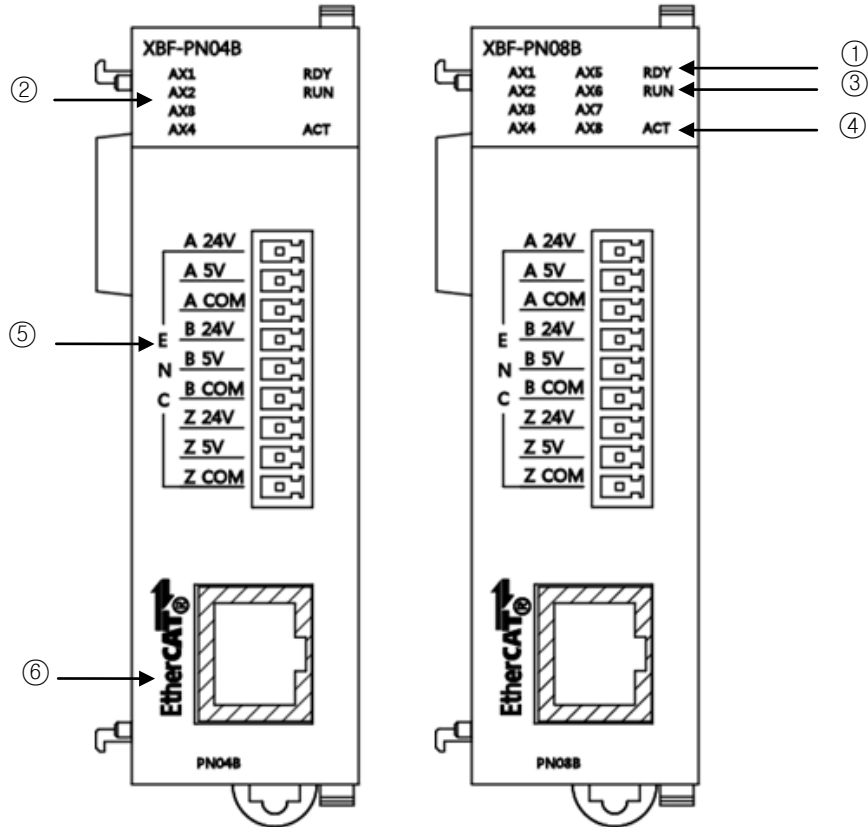 XBF-PN04B
AX1 RDY
AX2 RUN
AX3
AX4 ACT
A 24V
A 5V
A COM
B 24V
B 5V
B COM
Z 24V
Z 5V
Z COM
E
N
C
EtherCAT®
PN04B
②
⑤
⑥
XBF-PN08B
AX1 AX5 RDY
AX2 AX6 RUN
AX3 AX7
AX4 AX8 ACT
A 24V
A 5V
A COM
B 24V
B 5V
B COM
Z 24V
Z 5V
Z COM
E
N
C
EtherCAT®
PN08B
①
③
④